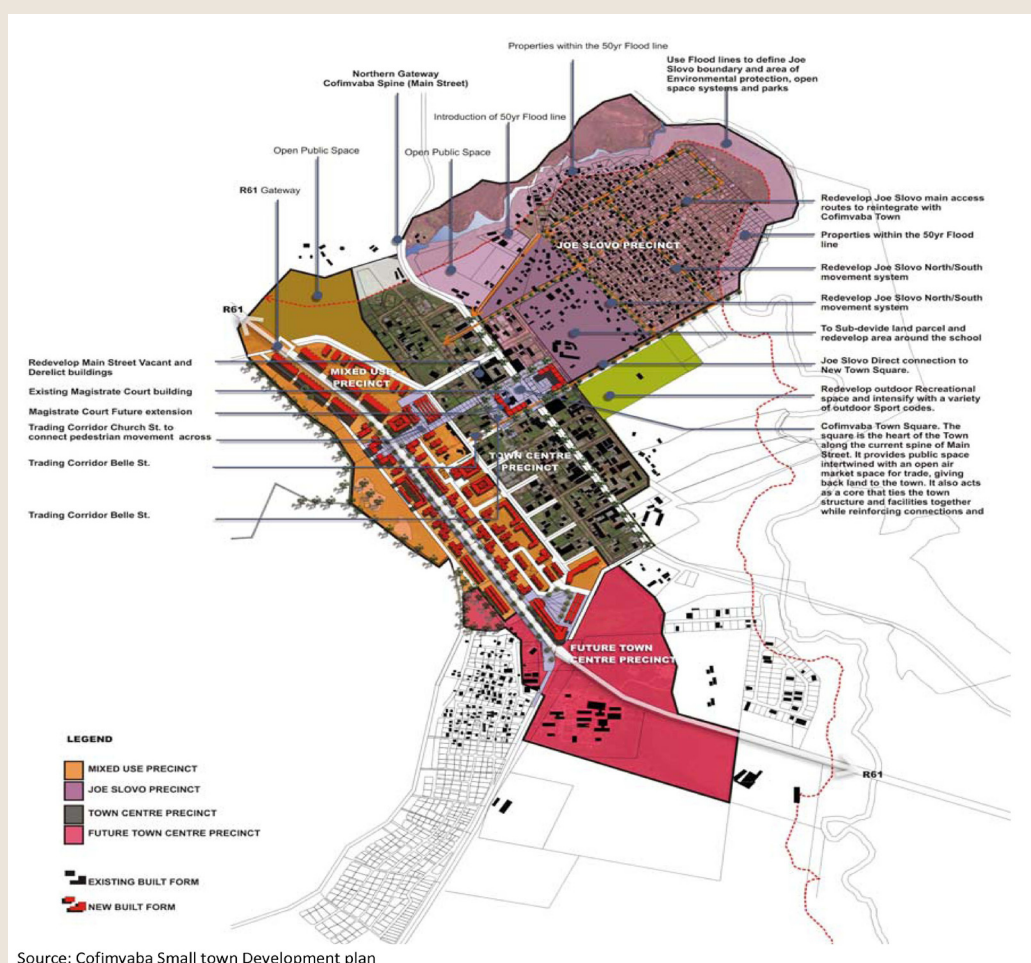 Properties within the 50yr Flood line
Use Flood lines to define Joe
Slovo boundary and area of
Environmental protection, open
space systems and parks
Northern Gateway
Cofimvaba Spine (Main Street)
Introduction of 50yr Flood line
Open Public Space
Open Public Space
R61 Gateway
Redevelop Joe Slovo main access
routes to reintegrate with
Cofimvaba Town
Properties within the 50yr Flood
line
JOE SLOVO PRECINCT
Redevelop Joe Slovo North/South
movement system
Redevelop Joe Slovo North/South
movement system
R61
To Sub-devide land parcel and
redevelop area around the school
Redevelop Main Street Vacant and
Derelict buildings
MIXED USE
PRECINCT
Joe Slovo Direct connection to
New Town Square.
Existing Magistrate Court building
Redevelop outdoor Recreational
space and intensify with a variety
of outdoor Sport codes.
Magistrate Court Future extension
Trading Corridor Church St. to
connect pedestrian movement across
Cofimvaba Town Square. The
square is the heart of the Town
along the current spine of Main
Street. It provides public space
intertwined with an open air
market space for trade, giving
back land to the town. It also acts
as a core that ties the town
structure and facilities together
while reinforcing connections and
TOWN CENTRE
PRECINCT
Trading Corridor Belle St.
Trading Corridor Belle St.
FUTURE TOWN
CENTRE PRECINCT
R61
LEGEND
MIXED USE PRECINCT
JOE SLOVO PRECINCT
TOWN CENTRE PRECINCT
FUTURE TOWN CENTRE PRECINCT
EXISTING BUILT FORM
NEW BUILT FORM
Source: Cofimvaba Small town Development plan